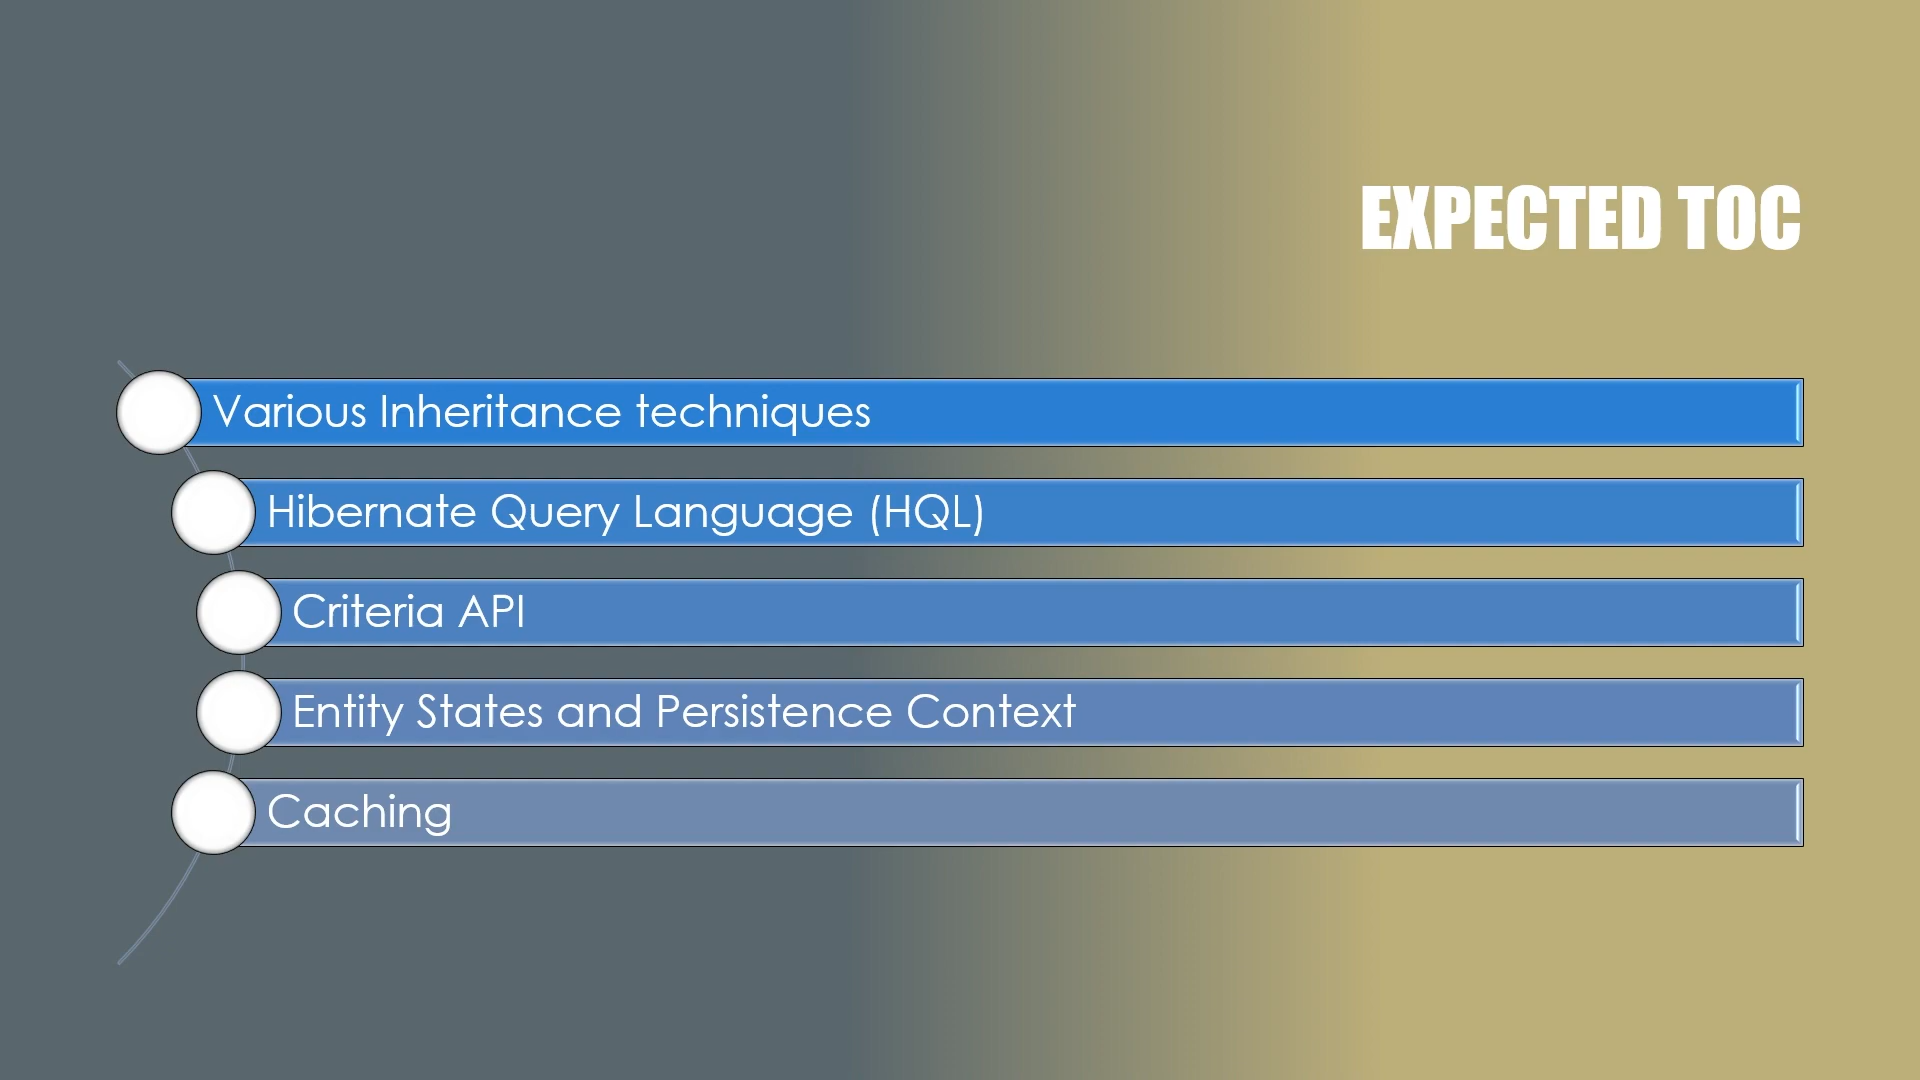 EXPECTED TOC
Various Inheritance techniques
Hibernate Query Language (HQL)
Criteria API
Entity States and Persistence Context
Caching